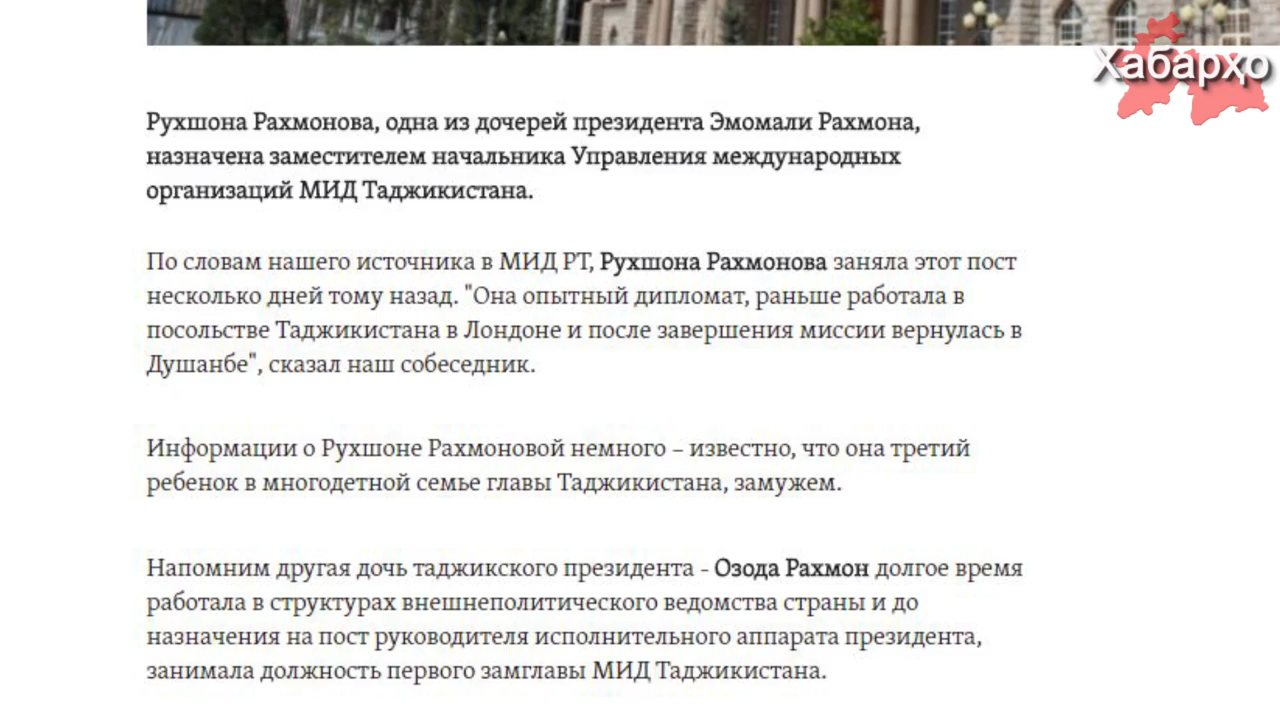 Хабарҳо
Рухшона Рахмонова, одна из дочерей президента Эмомали Рахмона,
назначена заместителем начальника Управления международных
организаций МИД Таджикистана.
По словам нашего источника в МИД РТ, Рухшона Рахмонова заняла этот пост
несколько дней тому назад. "Она опытный дипломат, раньше работала в
посольстве Таджикистана в Лондоне и после завершения миссии вернулась в
Душанбе", сказал наш собеседник.
Информации о Рухшоне Рахмоновой немного – известно, что она третий
ребенок в многодетной семье главы Таджикистана, замужем.
Напомним другая дочь таджикского президента - Озода Рахмон долгое время
работала в структурах внешнеполитического ведомства страны и до
назначения на пост руководителя исполнительного аппарата президента,
занимала должность первого замглавы МИД Таджикистана.